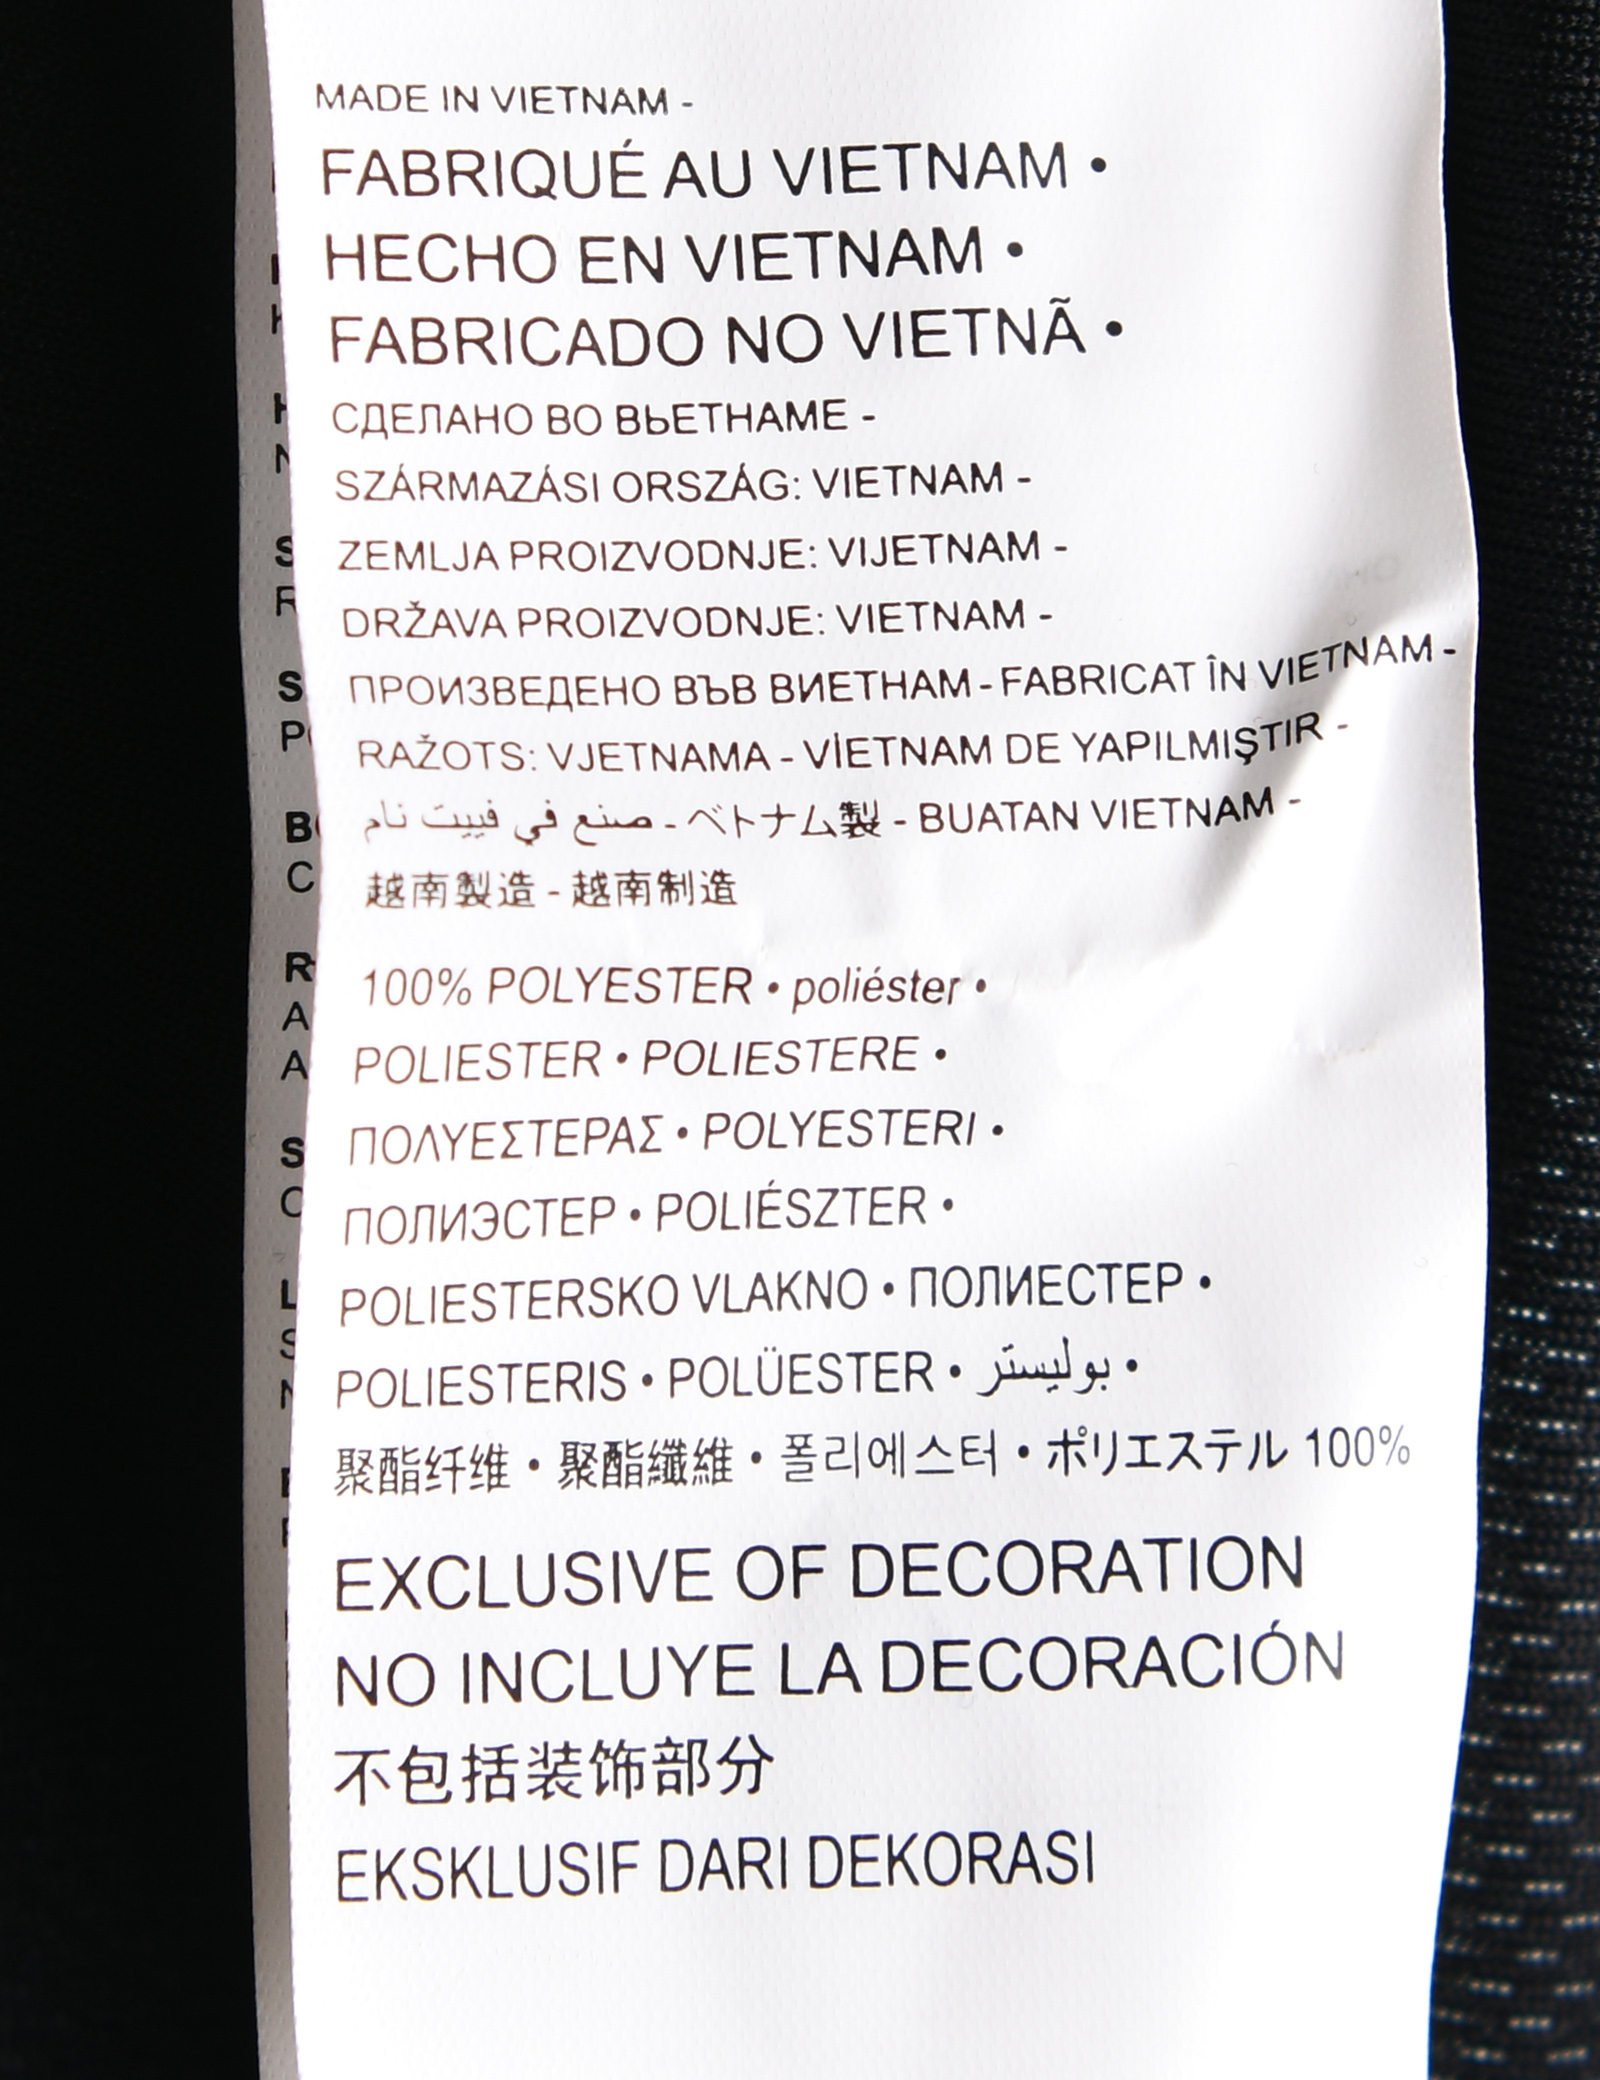 MADE IN VIETNAM -
FABRIQUÉ AU VIETNAM •
HECHO EN VIETNAM •
FABRICADO NO VIETNÃ •
СДЕЛАНО ВО ВЬЕТНАМЕ -
SZÁRMAZÁSI ORSZÁG: VIETNAM -
ZEMLJA PROIZVODNJE: VIJETNAM -
DRŽAVA PROIZVODNJE: VIETNAM -
ПРОИЗВЕДЕНО ВЪВ ВИЕТНАМ - FABRICAT ÎN VIETNAM -
RAŽOTS: VJETNAMA - VİETNAM DE YAPILMIŞTIR -
صنع في فييت نام - ベトナム製 - BUATAN VIETNAM -
越南製造 - 越南制造
100% POLYESTER • poliéster •
POLIESTER • POLIESTERE •
ΠΟΛΥΕΣΤΕΡΑΣ • POLYESTERI •
ПОЛИЭСТЕР • POLIÉSZTER •
POLIESTERSKO VLAKNO • ПОЛИЕСТЕР •
POLIESTERIS • POLÜESTER • بوليستر •
聚酯纤维 • 聚酯纖維 • 폴리에스터 • ポリエステル 100%
EXCLUSIVE OF DECORATION
NO INCLUYE LA DECORACIÓN
不包括装饰部分
EKSKLUSIF DARI DEKORASI